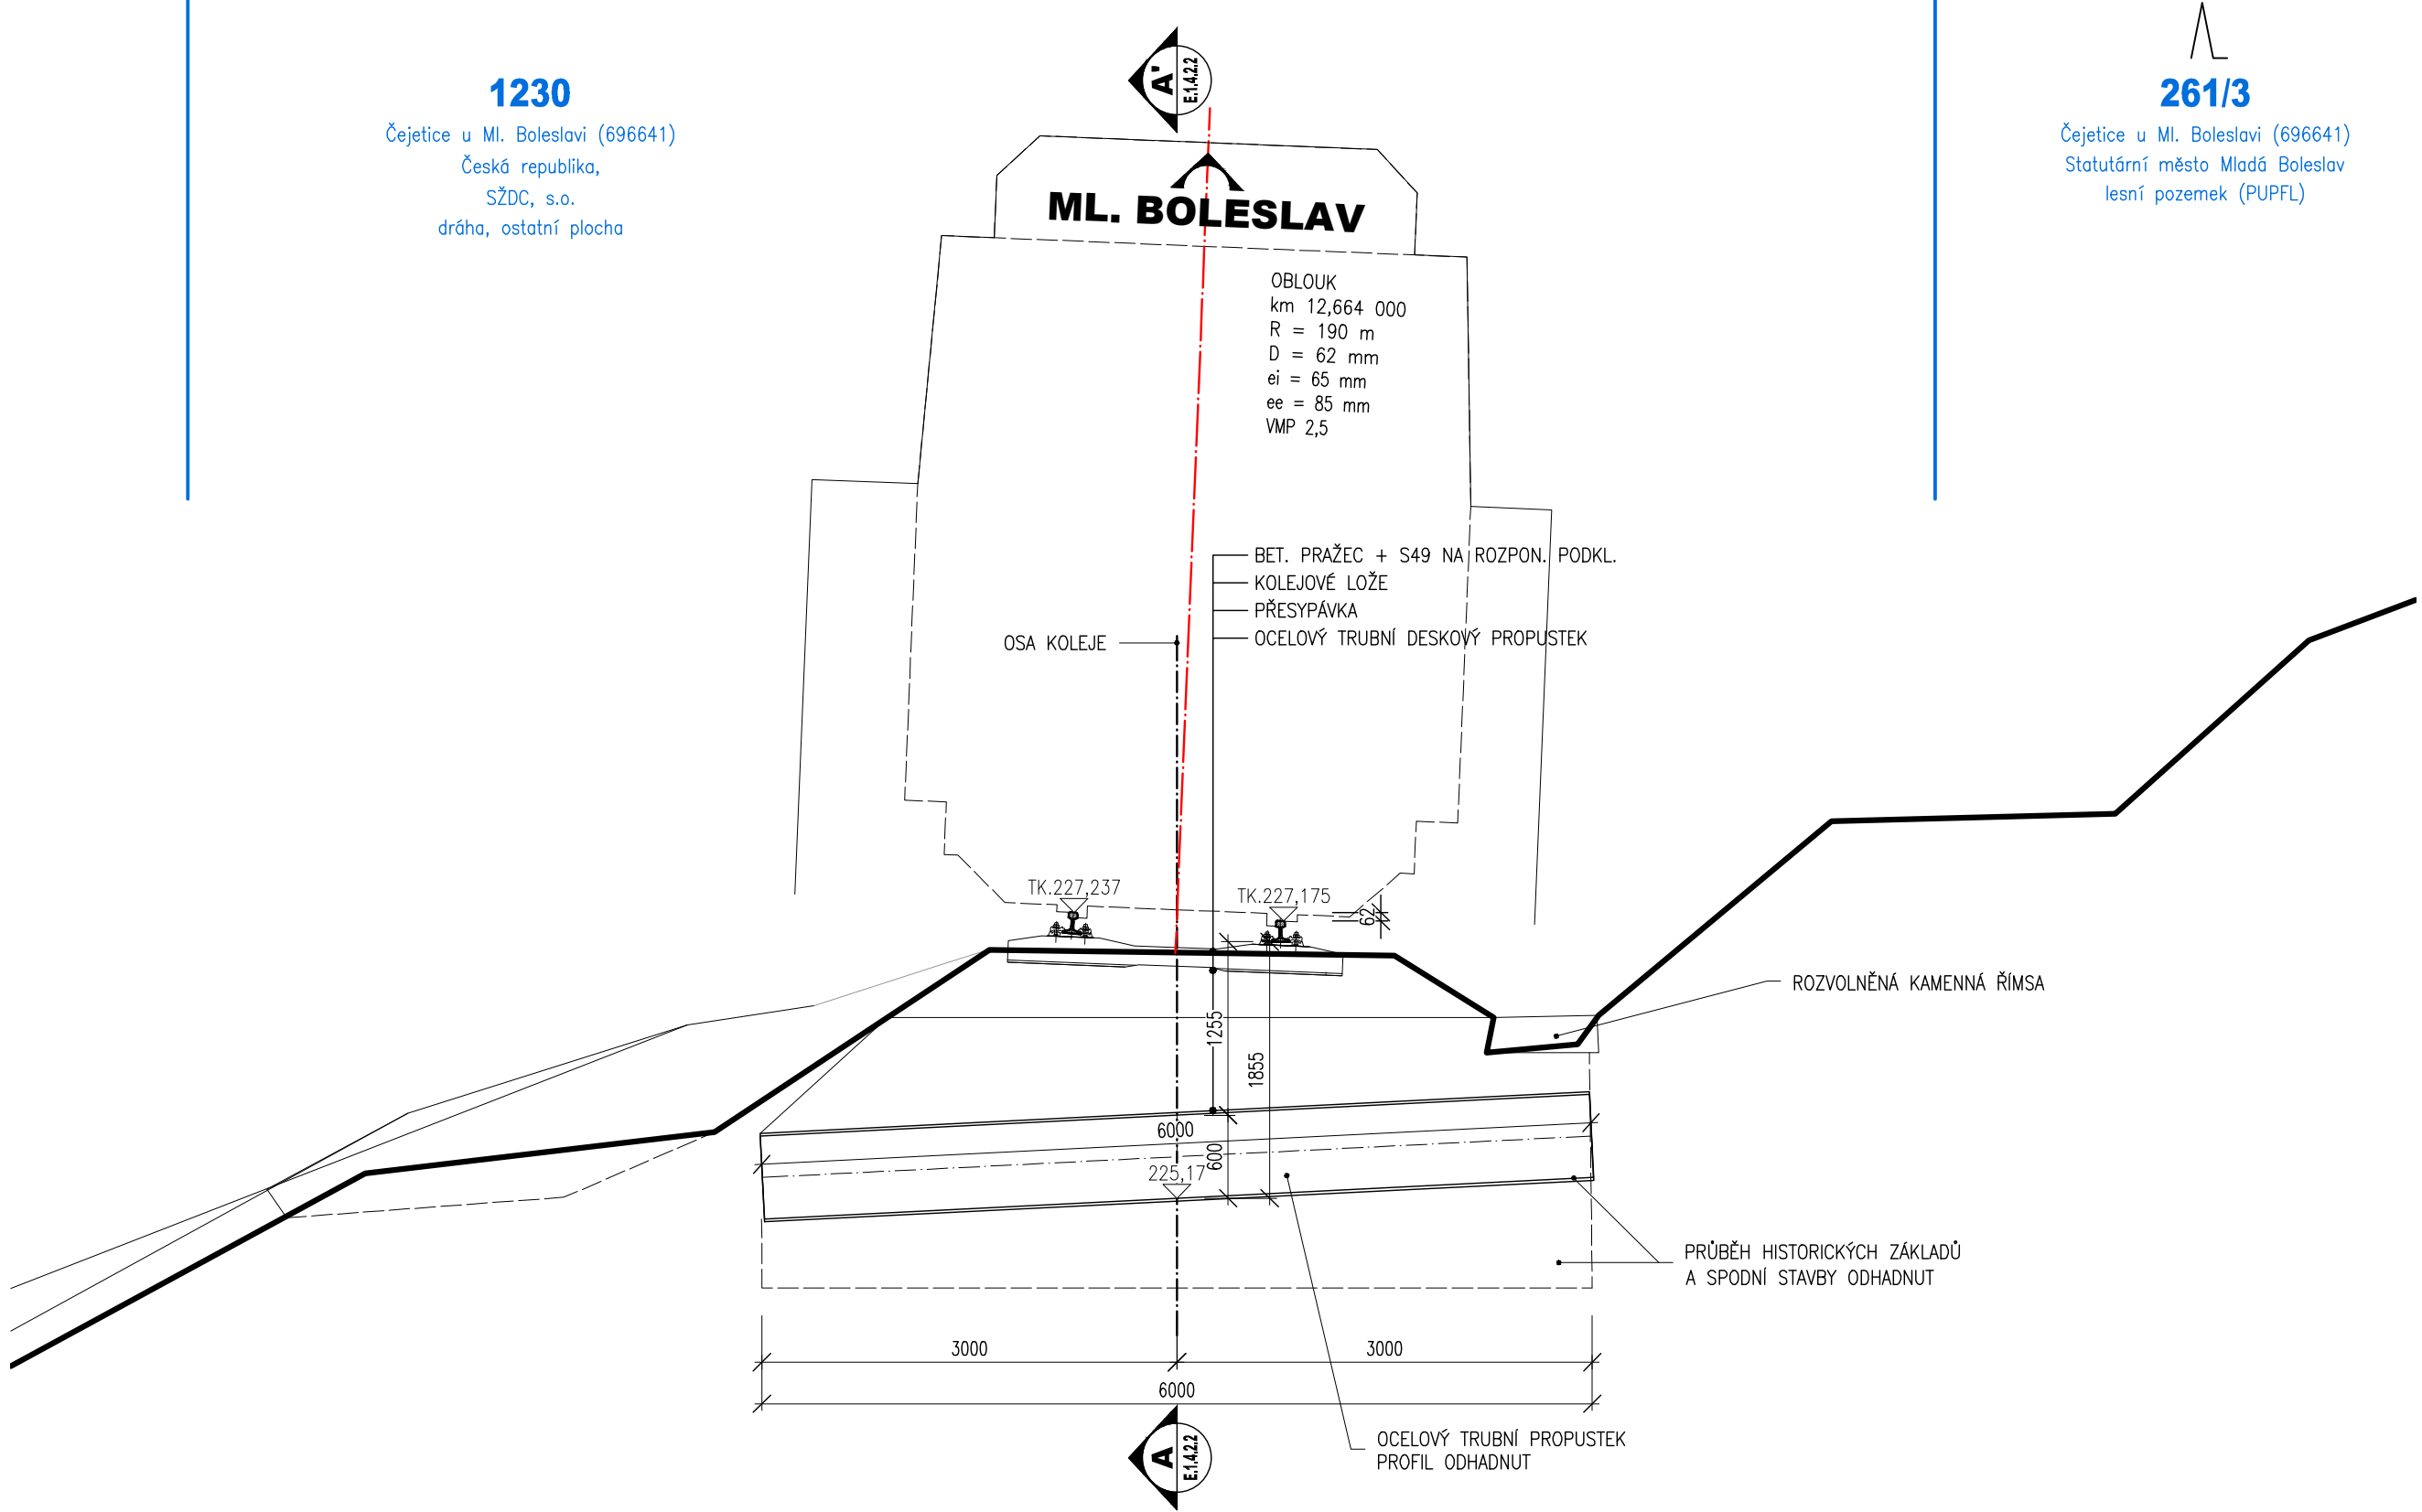 A'
E.1.4.2.2
1230
Čejetice u Ml. Boleslavi (696641)
Česká republika,
SŽDC, s.o.
dráha, ostatní plocha
261/3
Čejetice u Ml. Boleslavi (696641)
Statutární město Mladá Boleslav
lesní pozemek (PUPFL)
ML. BOLESLAV
OBLOUK
km 12,664 000
R = 190 m
D = 62 mm
ei = 65 mm
ee = 85 mm
VMP 2,5
BET. PRAŽEC + S49 NA ROZPON. PODKL.
KOLEJOVÉ LOŽE
PŘESYPÁVKA
OCELOVÝ TRUBNÍ DESKOVÝ PROPUSTEK
OSA KOLEJE
TK.227,237
TK.227,175
62
ROZVOLNĚNÁ KAMENNÁ ŘÍMSA
1255
1855
6000
600
225,17
PRŮBĚH HISTORICKÝCH ZÁKLADŮ
A SPODNÍ STAVBY ODHADNUT
3000
3000
6000
OCELOVÝ TRUBNÍ PROPUSTEK
PROFIL ODHADNUT
A
E.1.4.2.2